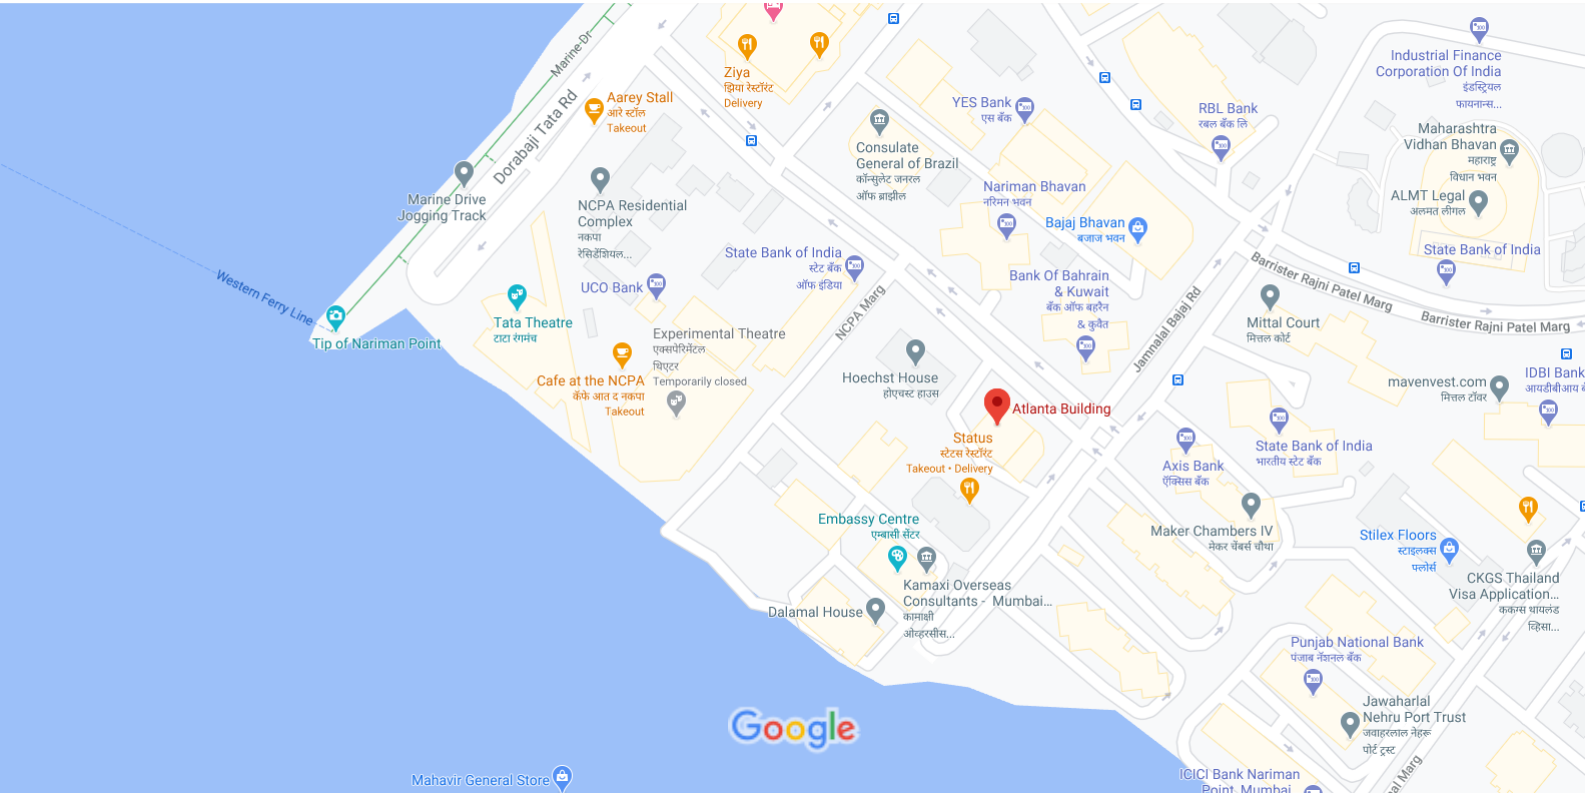 Marine Dr
Dorabaji Tata Rd
Ziya
झिया रेस्टॉरंट
Delivery
Aarey Stall
आरे स्टॉल
Takeout
Industrial Finance
Corporation Of India
इंडस्ट्रियल
फायनान्स...
YES Bank
एस बँक
RBL Bank
रबल बँक लि
Maharashtra
Vidhan Bhavan
महाराष्ट्र
विधान भवन
Consulate
General of Brazil
कॉन्सुलेट जनरल
ऑफ ब्राझील
Marine Drive
Jogging Track
NCPA Residential
Complex
नकपा
रेसिडेंशियल...
Nariman Bhavan
नरिमन भवन
ALMT Legal
अलमत लीगल
Bajaj Bhavan
बजाज भवन
State Bank of India
स्टेट बँक
ऑफ इंडिया
State Bank of India
Barrister Rajni Patel Marg
Barrister Rajni Patel Marg
Western Ferry Line
UCO Bank
Bank Of Bahrain
& Kuwait
बँक ऑफ बहरैन
& कुवैत
NCPA Marg
Jamnalal Bajaj Rd
Mittal Court
मित्तल कोर्ट
Tip of Nariman Point
Tata Theatre
टाटा रंगमंच
Experimental Theatre
एक्सपेरिमेंटल
थिएटर
Temporarily closed
Cafe at the NCPA
कॅफे आत द नकपा
Takeout
Hoechst House
होएचस्ट हाउस
mavenvest.com
मित्तल टॉवर
IDBI Bank
आयडीबीआय बँ
Atlanta Building
Status
स्टेटस रेस्टॉरंट
Takeout • Delivery
Axis Bank
ऍक्सिस बँक
State Bank of India
भारतीय स्टेट बँक
Embassy Centre
एम्बासी सेंटर
Maker Chambers IV
मेकर चेंबर्स चौथा
Stilex Floors
स्टाइलक्स
फ्लोर्स
CKGS Thailand
Visa Application...
ककग्स थायलंड
व्हिसा...
Kamaxi Overseas
Consultants - Mumbai...
कामाक्षी
ओव्हरसीस...
Dalamal House
Punjab National Bank
पंजाब नॅशनल बँक
Jawaharlal
Nehru Port Trust
जवाहरलाल नेहरू
पोर्ट ट्रस्ट
Google
Mahavir General Store
ICICI Bank Nariman
Point, Mumbai
al Marg